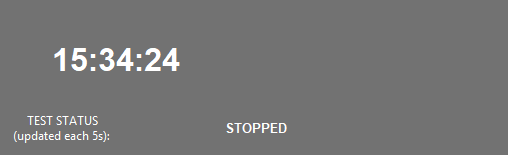 15:34:24
TEST STATUS
(updated each 5s):
STOPPED